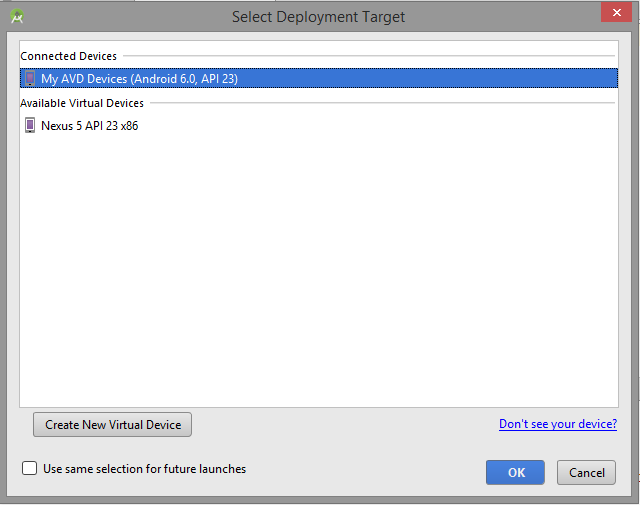 Select Deployment Target
Connected Devices
My AVD Devices (Android 6.0, API 23)
Available Virtual Devices
Nexus 5 API 23 x86
Create New Virtual Device
Don't see your device?
Use same selection for future launches
OK
Cancel